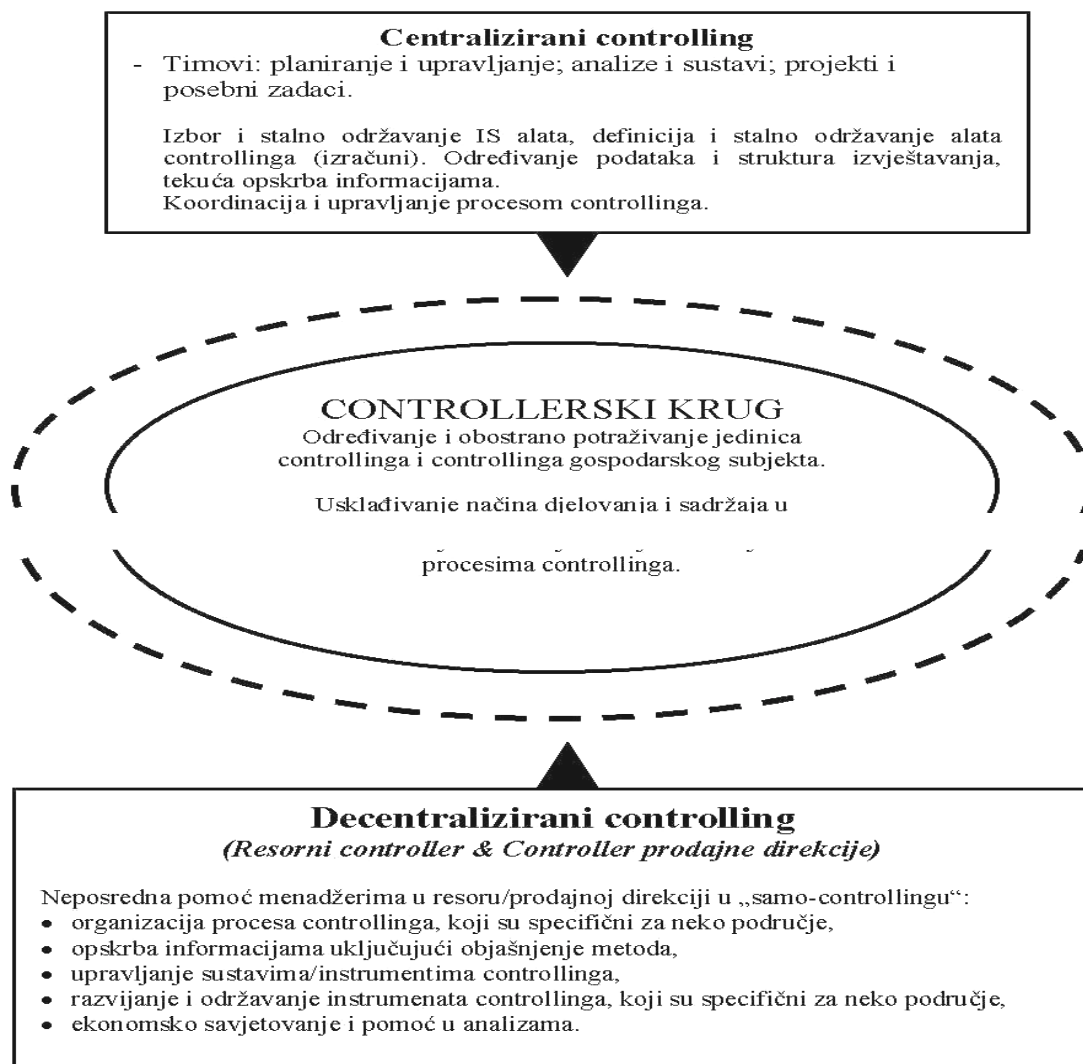 Centralizirani controlling
- Timovi: planiranje i upravljanje; analize i sustavi; projekti i
posebni zadaci.
Izbor i stalno održavanje IS alata, definicija i stalno održavanje alata
controllinga (izračuni). Određivanje podataka i struktura izvještavanja,
tekuća opskrba informacijama.
Koordinacija i upravljanje procesom controllinga.
CONTROLLERSKI KRUG
Određivanje i obostrano potraživanje jedinica
controllinga i controllinga gospodarskog subjekta.
Usklađivanje načina djelovanja i sadržaja u
procesima controllinga.
Decentralizirani controlling
(Resorni controller & Controller prodajne direkcije)
Neposredna pomoć menadžerima u resoru/prodajnoj direkciji u „samo-controllingu“:
• organizacija procesa controllinga, koji su specifični za neko područje,
• opskrba informacijama uključujući objašnjenje metoda,
• upravljanje sustavima/instrumentima controllinga,
• razvijanje i održavanje instrumenata controllinga, koji su specifični za neko područje,
• ekonomsko savjetovanje i pomoć u analizama.